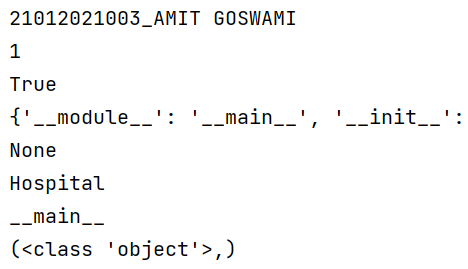 21012021003_AMIT GOSWAMI
1
True
{'__module__': '__main__', '__init__':
None
Hospital
__main__
(<class 'object'>,)